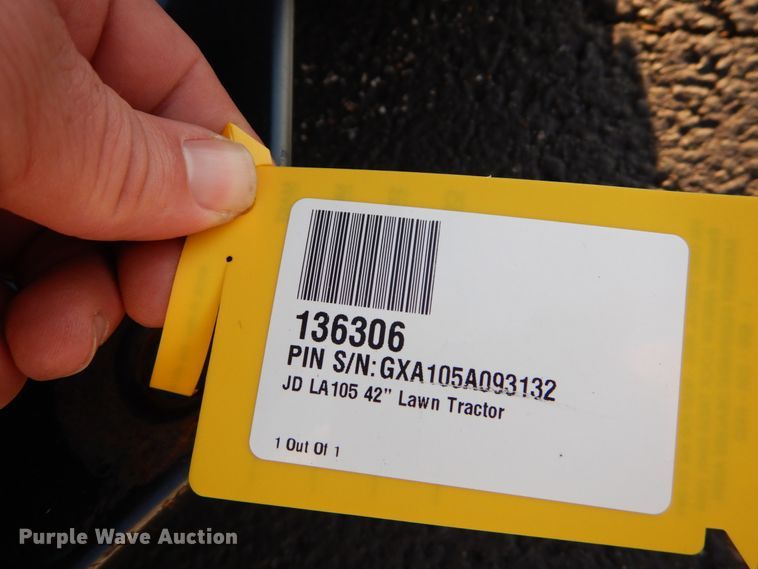 136306
PIN S/N: GXA105A093132
JD LA105 42" Lawn Tractor
1 Out Of 1
Purple Wave Auction